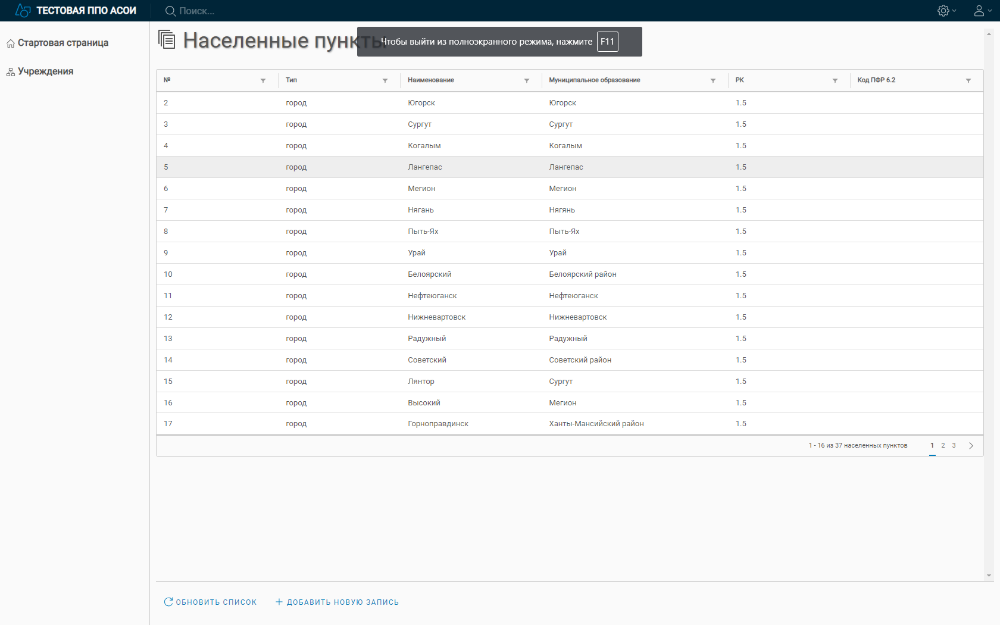 ТЕСТОВАЯ ППО АСОИ Поиск...
Стартовая страница
Учреждения
Населенные пункты
Чтобы выйти из полноэкранного режима, нажмите F11
№ Тип Наименование Муниципальное образование РК Код ПФР 6.2
2 город Югорск Югорск 1.5
3 город Сургут Сургут 1.5
4 город Когалым Когалым 1.5
5 город Лангепас Лангепас 1.5
6 город Мегион Мегион 1.5
7 город Нягань Нягянь 1.5
8 город Пыть-Ях Пыть-Ях 1.5
9 город Урай Урай 1.5
10 город Белоярский Белоярский район 1.5
11 город Нефтеюганск Нефтеюганск 1.5
12 город Нижневартовск Нижневартовск 1.5
13 город Радужный Радужный 1.5
14 город Советский Советский район 1.5
15 город Лянтор Сургут 1.5
16 город Высокий Мегион 1.5
17 город Горноправдинск Ханты-Мансийский район 1.5
1 - 16 из 37 населенных пунктов 1 2 3
ОБНОВИТЬ СПИСОК ДОБАВИТЬ НОВУЮ ЗАПИСЬ